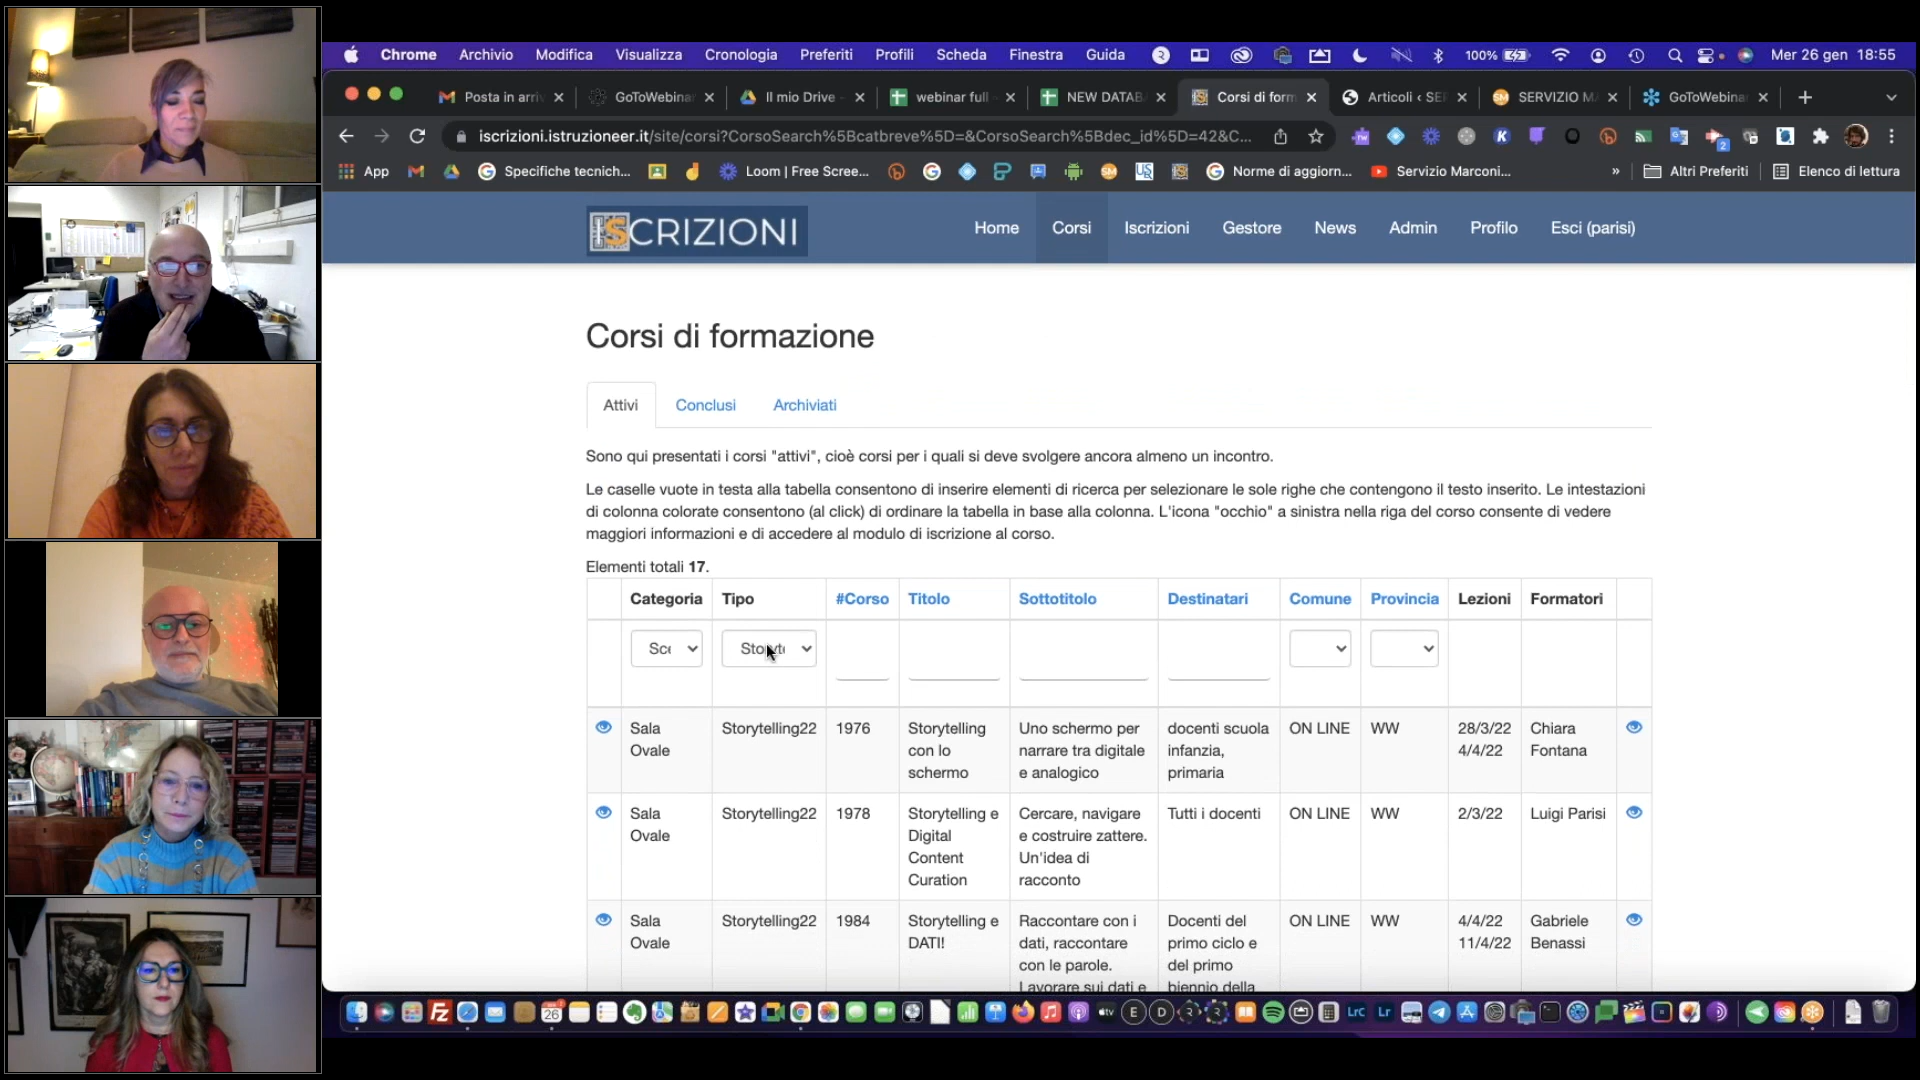 Chrome Archivio Modifica Visualizza Cronologia Preferiti Profili Scheda Finestra Guida 100% Mer 26 gen 18:55
Posta in arri GoToWebina Il mio Drive - webinar full - NEW DATAB Corsi di form Articoli ‹ SER SERVIZIO MA GoToWebina
iscrizioni.istruzioneer.it/site/corsi?CorsoSearch%5Bcatbreve%5D=&CorsoSearch%5Bdec_id%5D=42&C...
App Specifiche tecnich... Loom | Free Scree... Norme di aggiorn... Servizio Marconi... » Altri Preferiti Elenco di lettura
ISCRIZIONI Home Corsi Iscrizioni Gestore News Admin Profilo Esci (parisi)
Corsi di formazione
Attivi Conclusi Archiviati
Sono qui presentati i corsi "attivi", cioè corsi per i quali si deve svolgere ancora almeno un incontro.
Le caselle vuote in testa alla tabella consentono di inserire elementi di ricerca per selezionare le sole righe che contengono il testo inserito. Le intestazioni
di colonna colorate consentono (al click) di ordinare la tabella in base alla colonna. L'icona "occhio" a sinistra nella riga del corso consente di vedere
maggiori informazioni e di accedere al modulo di iscrizione al corso.
Elementi totali 17.
Categoria Tipo #Corso Titolo Sottotitolo Destinatari Comune Provincia Lezioni Formatori
Sce Storyte
Sala Storytelling22 1976 Storytelling Uno schermo per docenti scuola ON LINE WW 28/3/22 Chiara
Ovale con lo narrare tra digitale infanzia, 4/4/22 Fontana
schermo e analogico primaria
Sala Storytelling22 1978 Storytelling e Cercare, navigare Tutti i docenti ON LINE WW 2/3/22 Luigi Parisi
Ovale Digital e costruire zattere.
Content Un'idea di
Curation racconto
Sala Storytelling22 1984 Storytelling e Raccontare con i Docenti del ON LINE WW 4/4/22 Gabriele
Ovale DATI! dati, raccontare primo ciclo e 11/4/22 Benassi
con le parole. del primo
Lavorare sui dati e biennio della